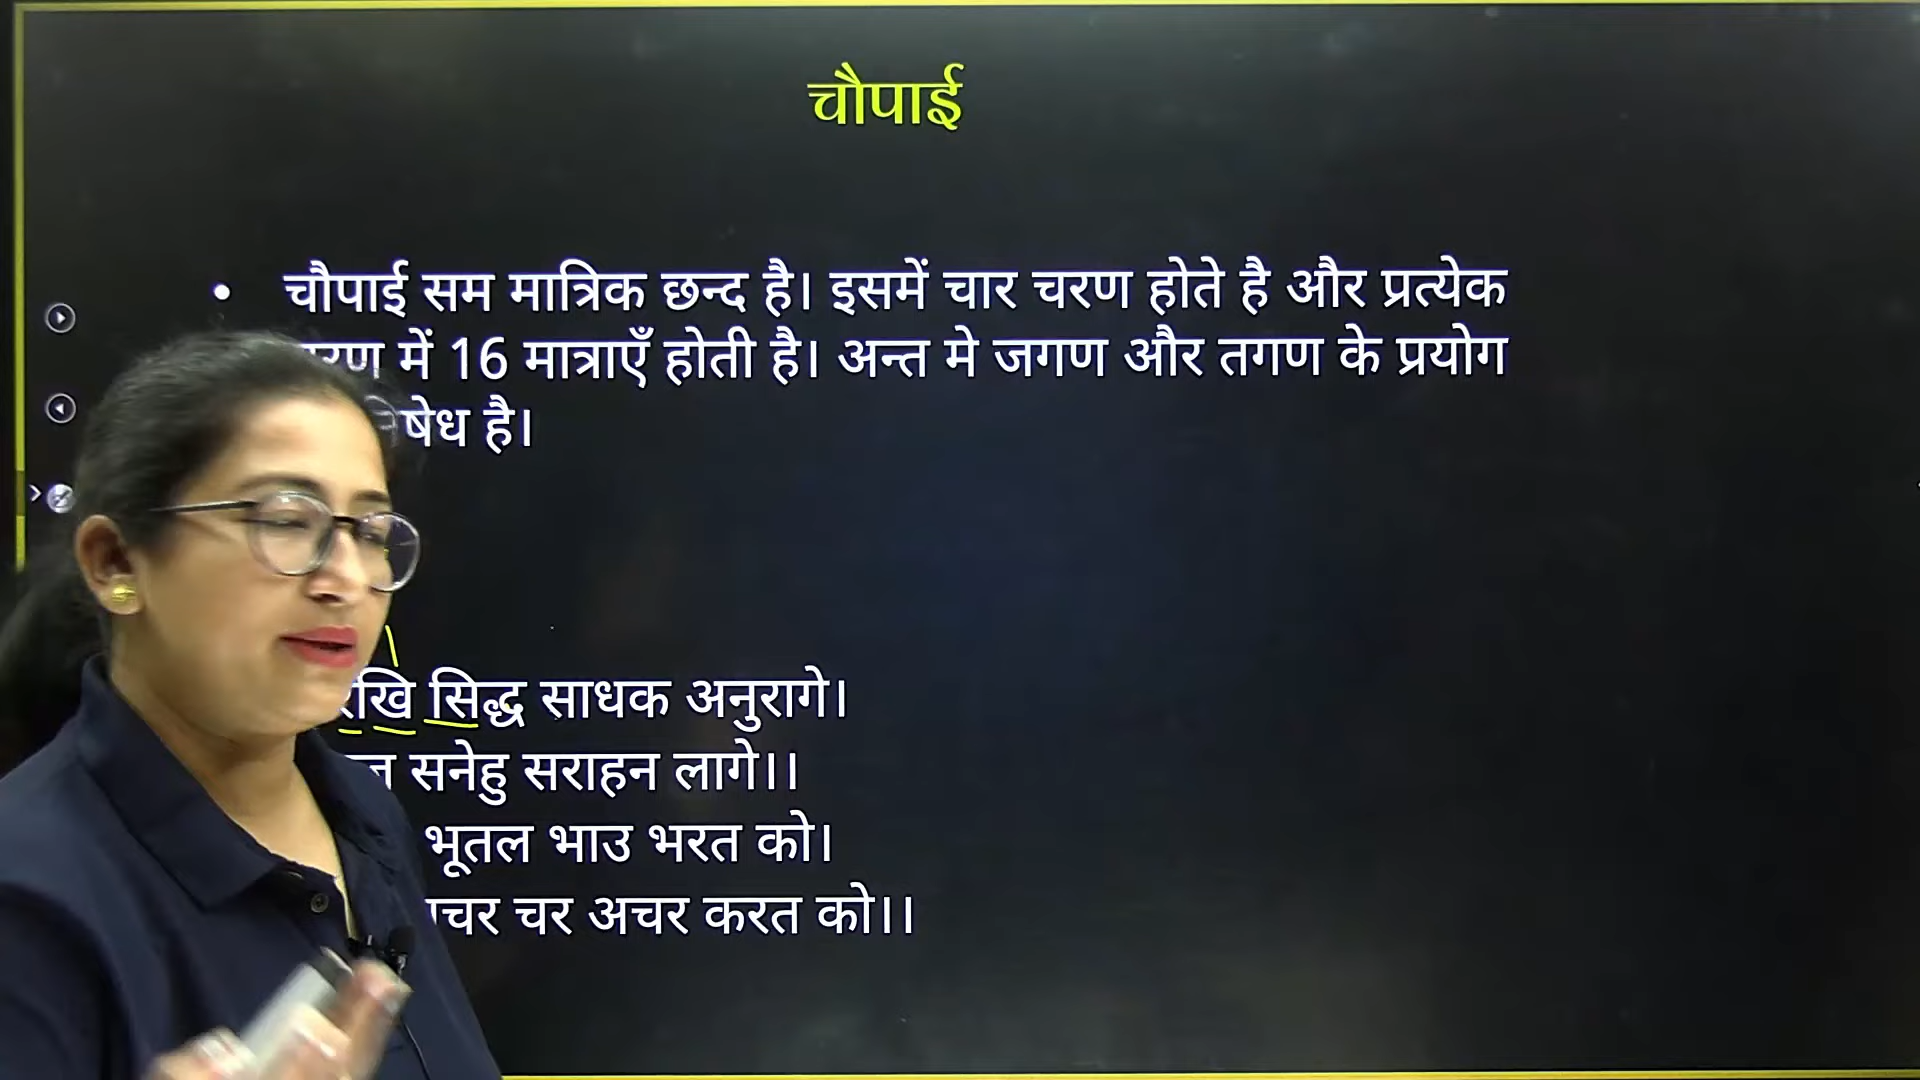 चौपाई
• चौपाई सम मात्रिक छन्द है। इसमें चार चरण होते है और प्रत्येक
में 16 मात्राएँ होती है। अन्त मे जगण और तगण के प्रयोग
है।
सिद्ध साधक अनुरागे।
सनेहु सराहन लागे।।
भूतल भाउ भरत को।
चर अचर करत को।।